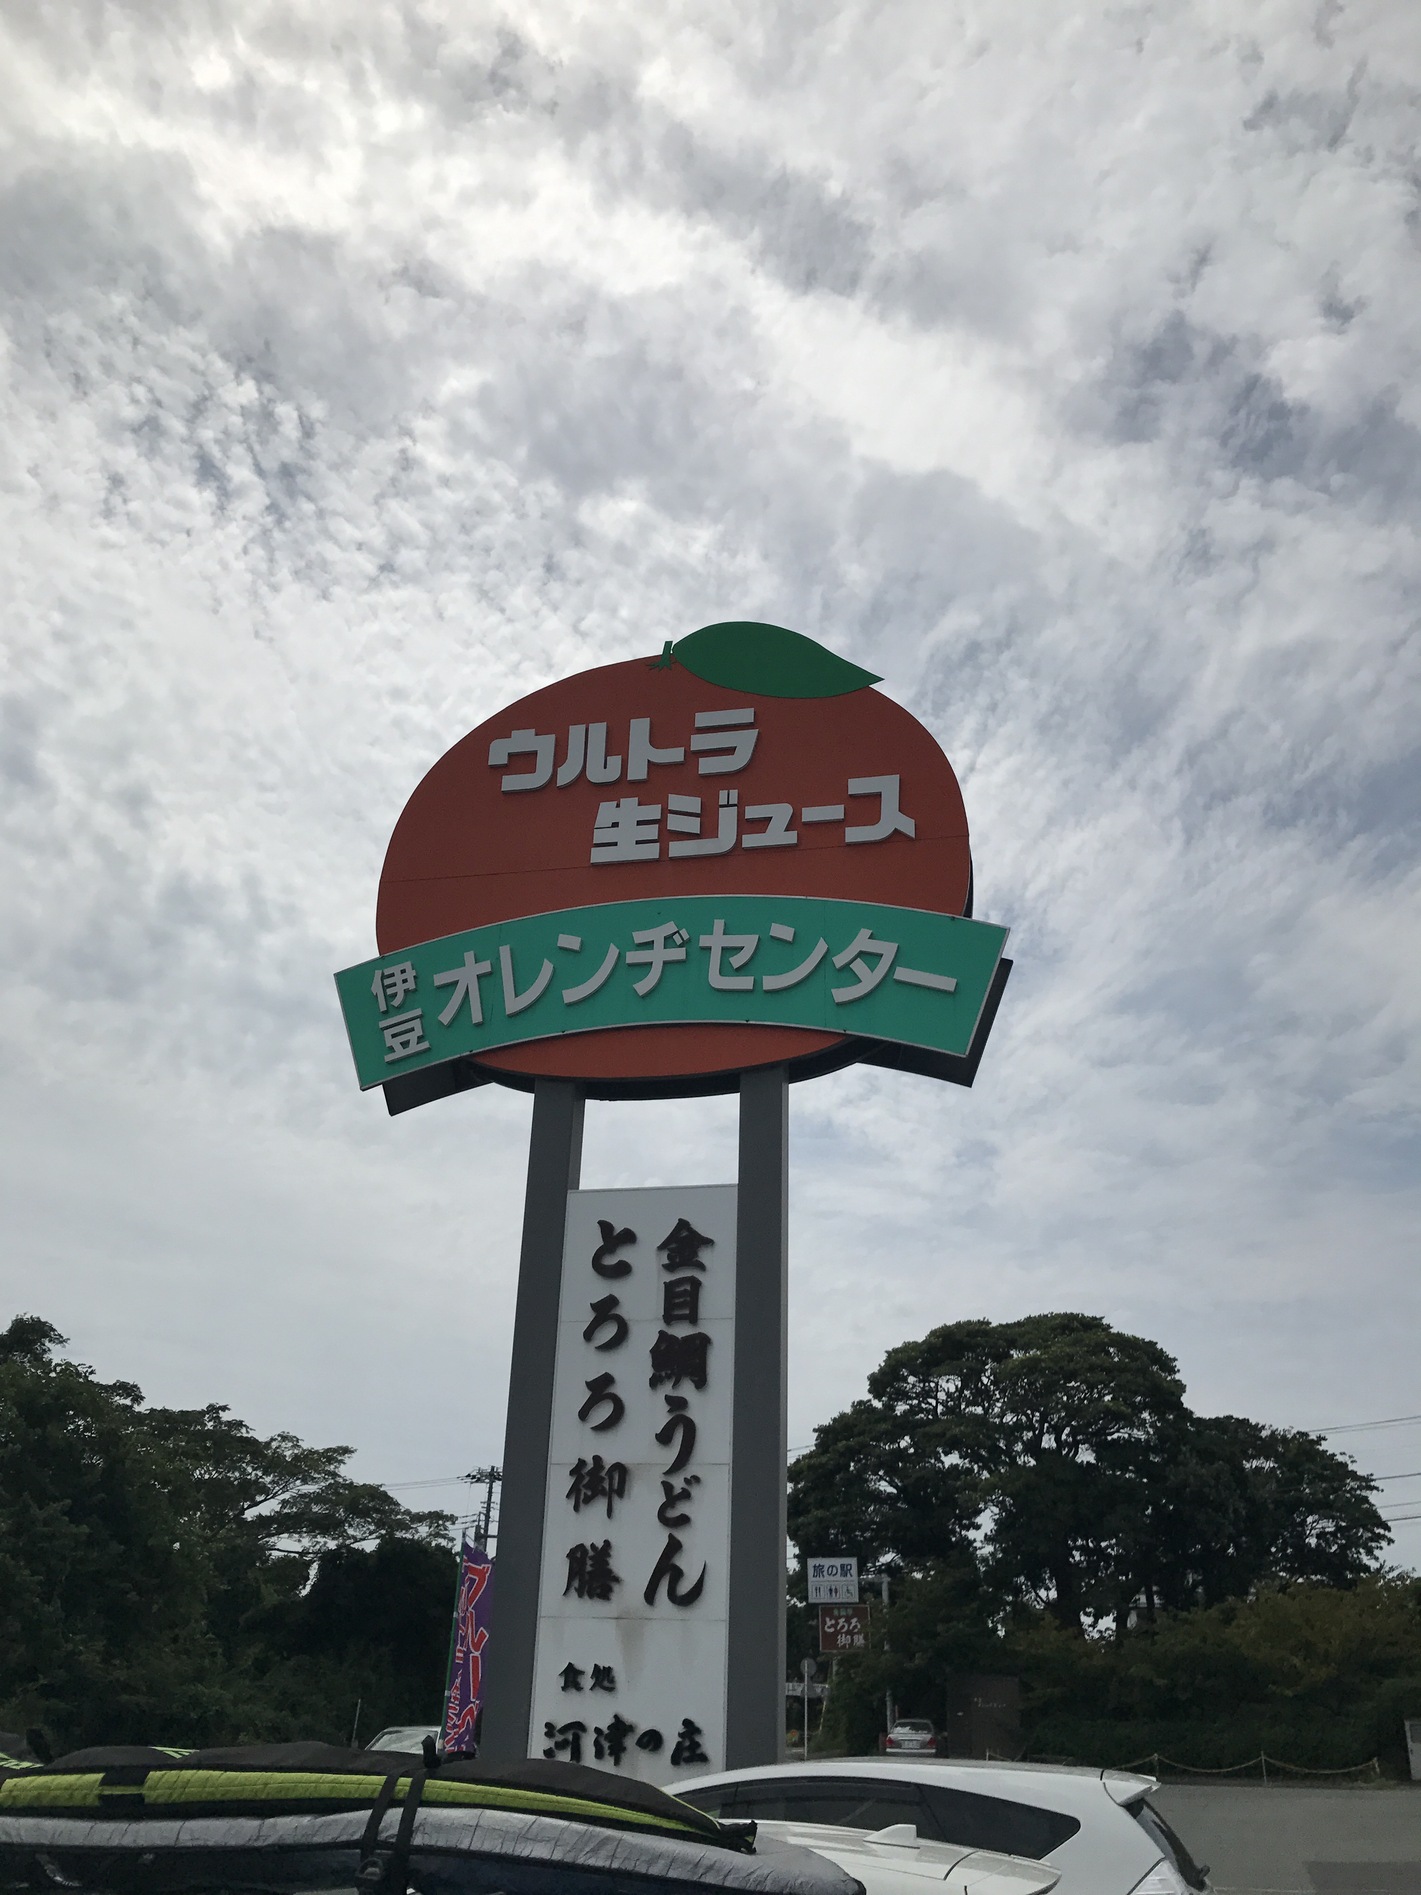 ウルトラ
生ジュース
伊豆
オレンヂセンター
金目鯛うどん
とろろ御膳
食処
河津の庄
旅の駅
とろろ
御膳